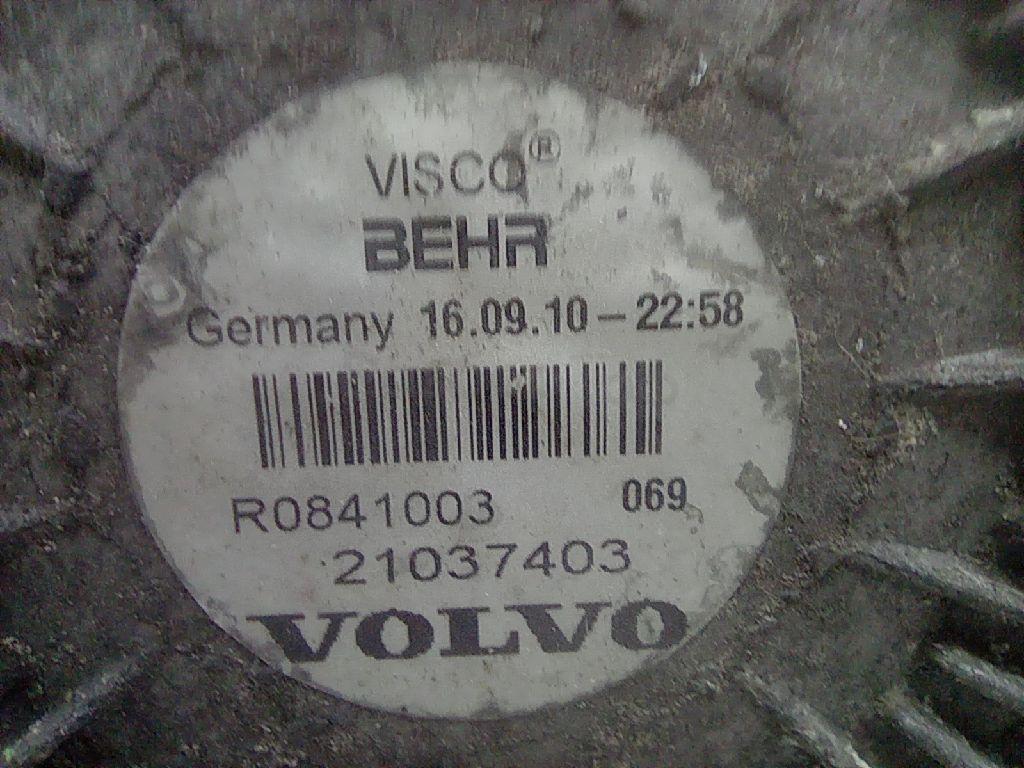 VISCO®
BEHR
Germany 16.09.10 – 22:58
R0841003 069
21037403
VOLVO